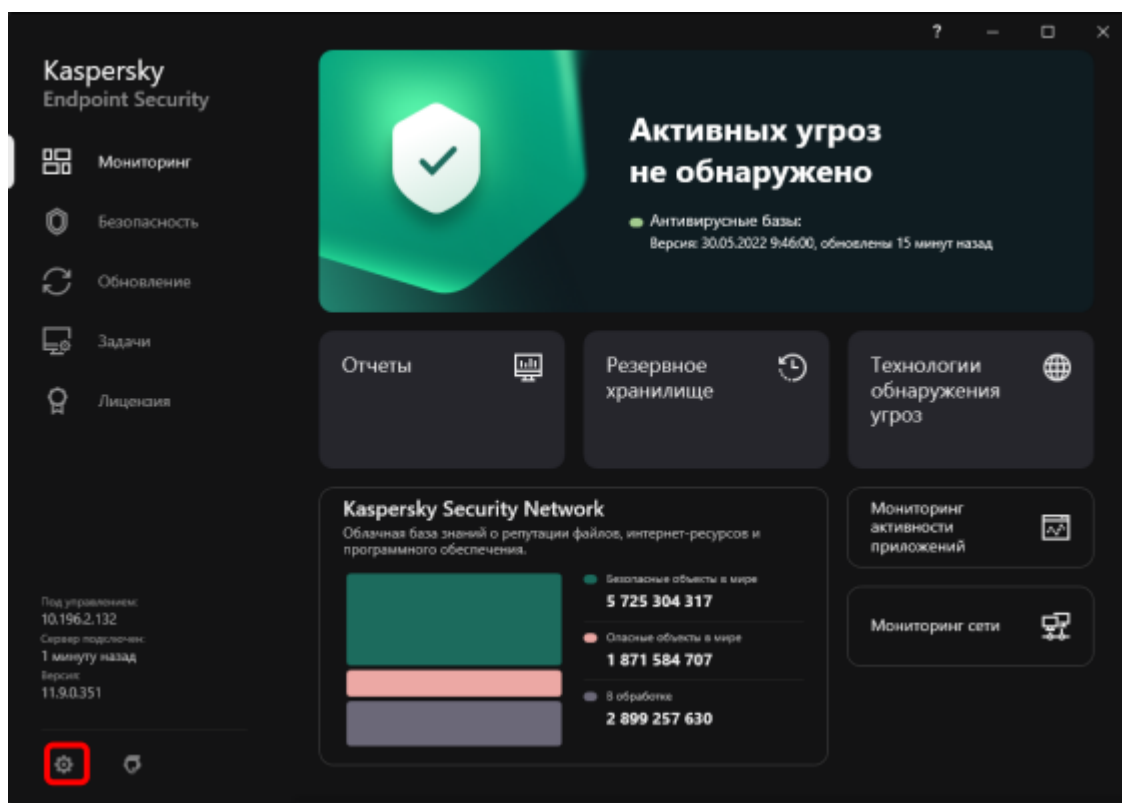 ?
Kaspersky
Endpoint Security
Мониторинг
Безопасность
Обновление
Задачи
Лицензия
Под управлением:
10.196.2.132
Сервер подключен:
1 минуту назад
Версия:
11.9.0.351
Активных угроз
не обнаружено
Антивирусные базы:
Версия: 30.05.2022 9:46:00, обновлены 15 минут назад
Отчеты
Резервное
хранилище
Технологии
обнаружения
угроз
Kaspersky Security Network
Облачная база знаний о репутации файлов, интернет-ресурсов и
программного обеспечения.
Безопасные объекты в мире
5 725 304 317
Опасные объекты в мире
1 871 584 707
В обработке
2 899 257 630
Мониторинг
активности
приложений
Мониторинг сети